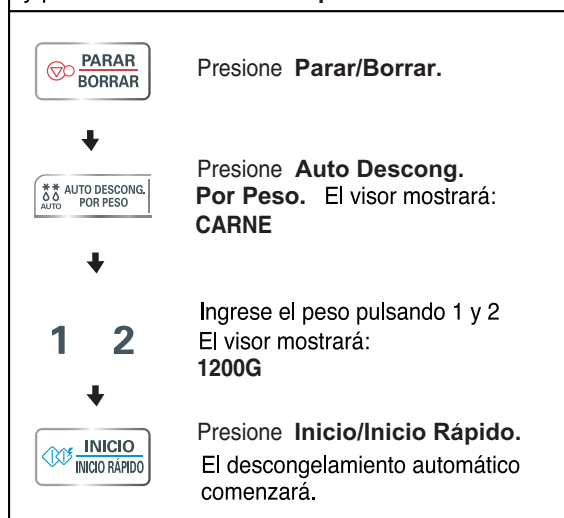 PARAR
BORRAR
Presione Parar/Borrar.
AUTO DESCONG.
POR PESO
AUTO
Presione Auto Descong.
Por Peso. El visor mostrará:
CARNE
1 2
Ingrese el peso pulsando 1 y 2
El visor mostrará:
1200G
INICIO
INICIO RÁPIDO
Presione Inicio/Inicio Rápido.
El descongelamiento automático
comenzará.